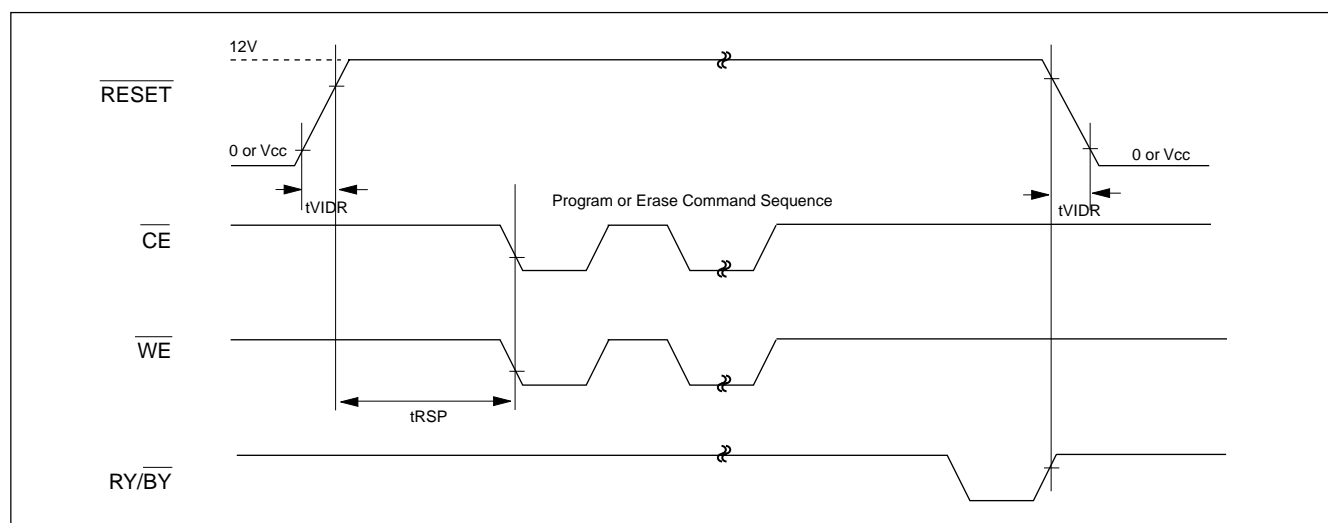 12V
RESET
0 or Vcc
0 or Vcc
tVIDR
Program or Erase Command Sequence
tVIDR
CE
WE
tRSP
RY/BY